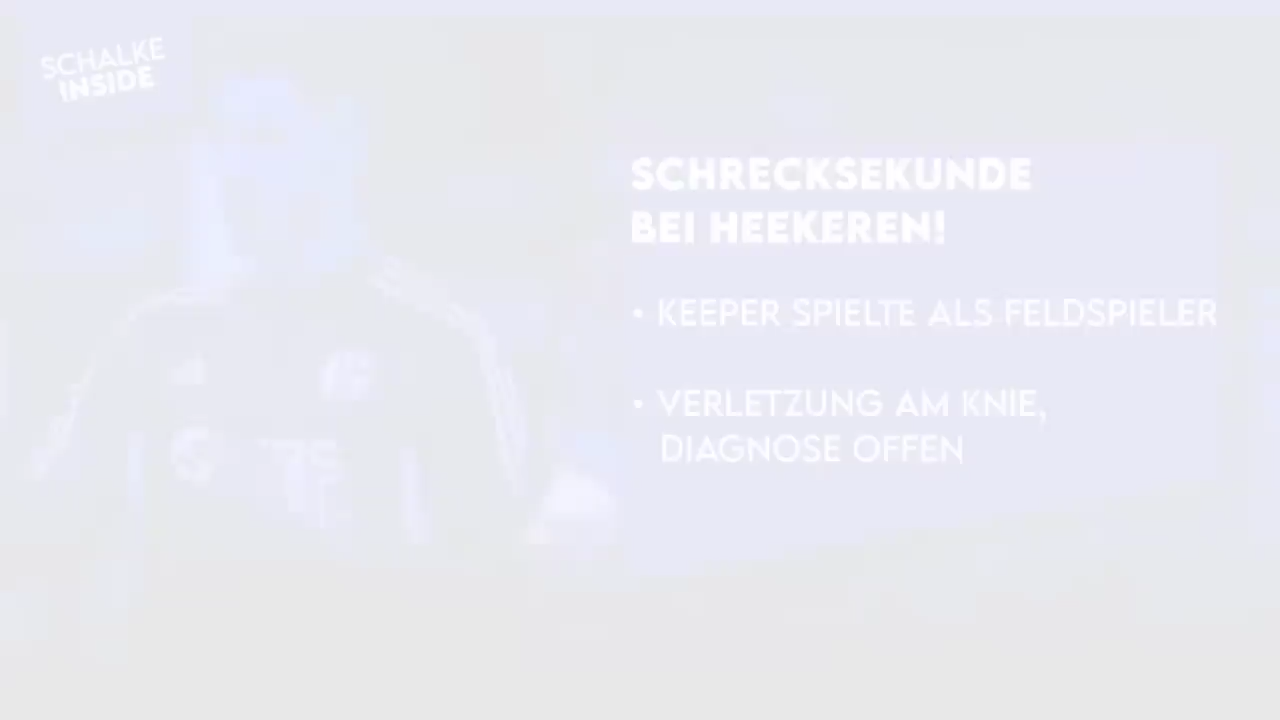 SCHALKE
INSIDE
SCHRECKSEKUNDE
BEI HEEKEREN!
• KEEPER SPIELTE ALS FELDSPIELER
• VERLETZUNG AM KNIE,
DIAGNOSE OFFEN